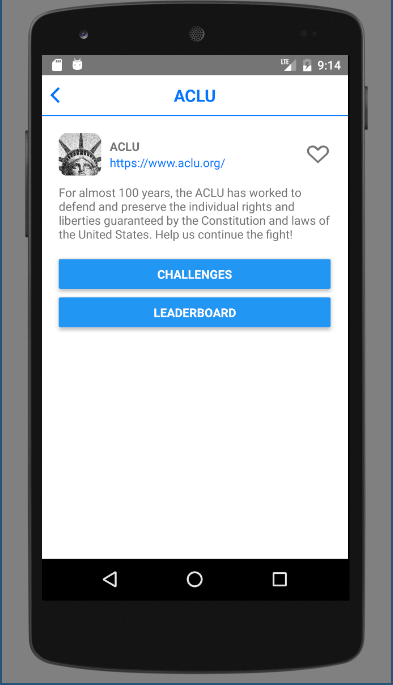 LTE 9:14
ACLU
ACLU
https://www.aclu.org/
For almost 100 years, the ACLU has worked to
defend and preserve the individual rights and
liberties guaranteed by the Constitution and laws of
the United States. Help us continue the fight!
CHALLENGES
LEADERBOARD